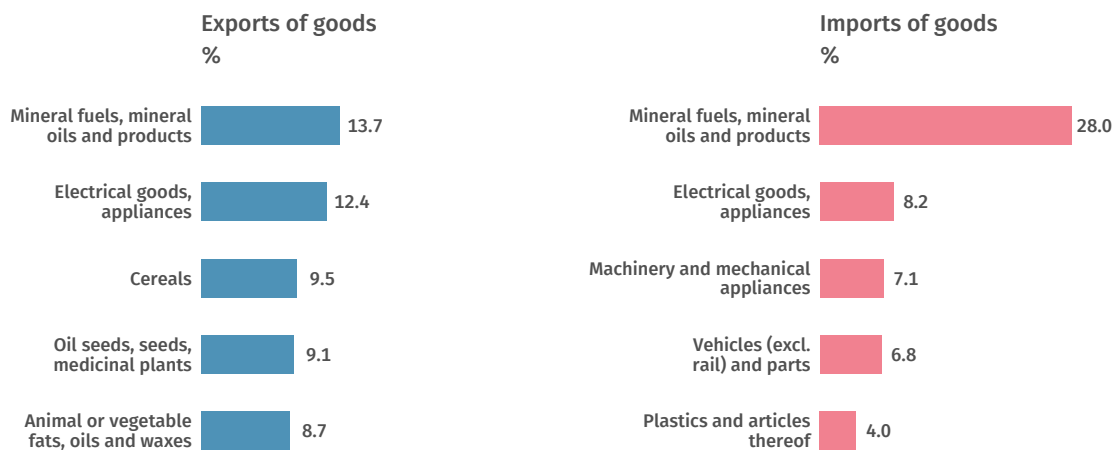 Exports of goods
%
Mineral fuels, mineral
oils and products
13.7
Electrical goods,
appliances
12.4
Cereals
9.5
Oil seeds, seeds,
medicinal plants
9.1
Animal or vegetable
fats, oils and waxes
8.7
Imports of goods
%
Mineral fuels, mineral
oils and products
28.0
Electrical goods,
appliances
8.2
Machinery and mechanical
appliances
7.1
Vehicles (excl.
rail) and parts
6.8
Plastics and articles
thereof
4.0